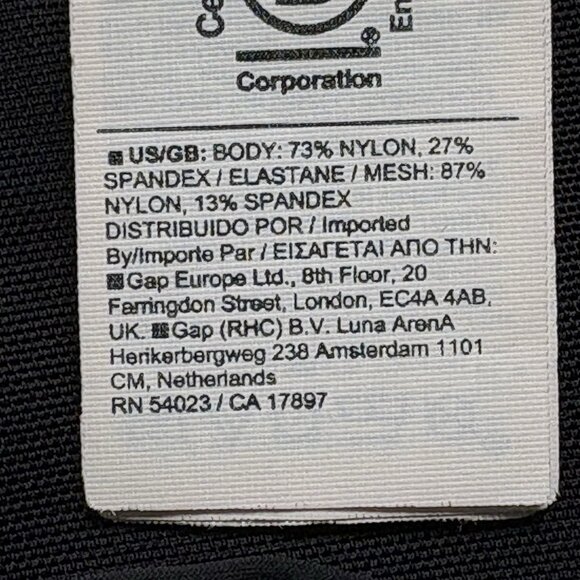 Ce
En
®
Corporation
US/GB: BODY: 73% NYLON, 27%
SPANDEX / ELASTANE / MESH: 87%
NYLON, 13% SPANDEX
DISTRIBUIDO POR / Imported
By/Importe Par / ΕΙΣΑΓΕΤΑΙ ΑΠΟ ΤΗΝ:
Gap Europe Ltd., 8th Floor, 20
Farringdon Street, London, EC4A 4AB,
UK. Gap (RHC) B.V. Luna ArenA
Herikerbergweg 238 Amsterdam 1101
CM, Netherlands
RN 54023 / CA 17897